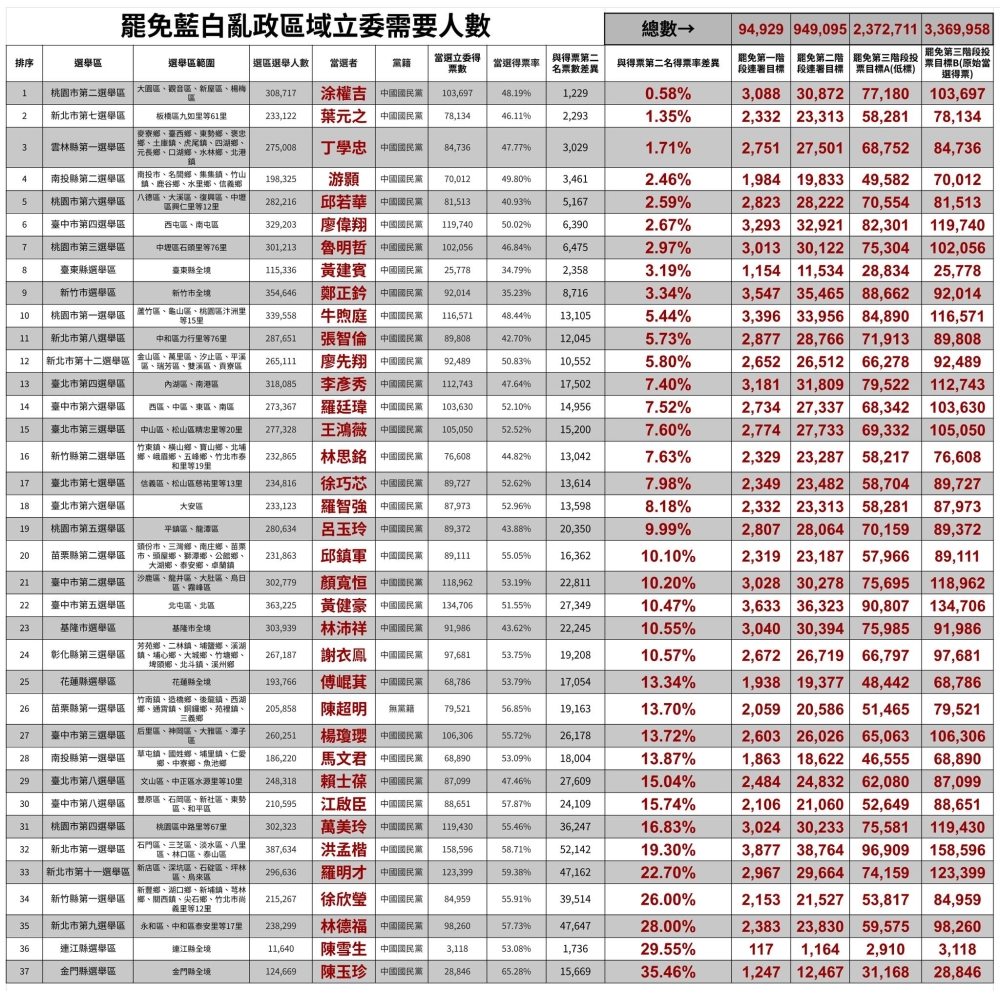 罷免藍白亂政區域立委需要人數 總數→ 94,929 949,095 2,372,711 3,369,958
排序 選舉區 選舉區範圍 選區選舉人數 當選者 黨籍 當選立委得票數 當選得票率 與得票第二名票數差異 與得票第二名得票率差異 罷免第一階段連署目標 罷免第二階段連署目標 罷免第三階段投票目標A(低標) 罷免第三階段投票目標B(原始當選得票)
1 桃園市第二選舉區 大園區、觀音區、新屋區、楊梅區 308,717 涂權吉 中國國民黨 103,697 48.19% 1,229 0.58% 3,088 30,872 77,180 103,697
2 新北市第七選舉區 板橋區九如里等61里 233,122 葉元之 中國國民黨 78,134 46.11% 2,293 1.35% 2,332 23,313 58,281 78,134
3 雲林縣第一選舉區 麥寮鄉、臺西鄉、東勢鄉、褒忠鄉、土庫鎮、虎尾鎮、四湖鄉、元長鄉、口湖鄉、水林鄉、北港鎮 275,008 丁學忠 中國國民黨 84,736 47.77% 3,029 1.71% 2,751 27,501 68,752 84,736
4 南投縣第二選舉區 南投市、名間鄉、集集鎮、竹山鎮、鹿谷鄉、水里鄉、信義鄉 198,325 游顥 中國國民黨 70,012 49.80% 3,461 2.46% 1,984 19,833 49,582 70,012
5 桃園市第六選舉區 八德區、大溪區、復興區、中壢區興仁里等12里 282,216 邱若華 中國國民黨 81,513 40.93% 5,167 2.59% 2,823 28,222 70,554 81,513
6 臺中市第四選舉區 西屯區、南屯區 329,203 廖偉翔 中國國民黨 119,740 50.02% 6,390 2.67% 3,293 32,921 82,301 119,740
7 桃園市第三選舉區 中壢區石頭里等76里 301,213 魯明哲 中國國民黨 102,056 46.84% 6,475 2.97% 3,013 30,122 75,304 102,056
8 臺東縣選舉區 臺東縣全境 115,336 黃建賓 中國國民黨 25,778 34.79% 2,358 3.19% 1,154 11,534 28,834 25,778
9 新竹市選舉區 新竹市全境 354,646 鄭正鈐 中國國民黨 92,014 35.23% 8,716 3.34% 3,547 35,465 88,662 92,014
10 桃園市第一選舉區 蘆竹區、龜山區、桃園區汴洲里等15里 339,558 牛煦庭 中國國民黨 116,571 48.44% 13,105 5.44% 3,396 33,956 84,890 116,571
11 新北市第八選舉區 中和區力行里等76里 287,651 張智倫 中國國民黨 89,808 42.70% 12,045 5.73% 2,877 28,766 71,913 89,808
12 新北市第十二選舉區 金山區、萬里區、汐止區、平溪區、瑞芳區、雙溪區、貢寮區 265,111 廖先翔 中國國民黨 92,489 50.83% 10,552 5.80% 2,652 26,512 66,278 92,489
13 臺北市第四選舉區 內湖區、南港區 318,085 李彥秀 中國國民黨 112,743 47.64% 17,502 7.40% 3,181 31,809 79,522 112,743
14 臺中市第六選舉區 西區、中區、東區、南區 273,367 羅廷瑋 中國國民黨 103,630 52.10% 14,956 7.52% 2,734 27,337 68,342 103,630
15 臺北市第三選舉區 中山區、松山區精忠里等20里 277,328 王鴻薇 中國國民黨 105,050 52.52% 15,200 7.60% 2,774 27,733 69,332 105,050
16 新竹縣第二選舉區 竹東鎮、橫山鄉、寶山鄉、北埔鄉、峨眉鄉、五峰鄉、竹北市泰和里等19里 232,865 林思銘 中國國民黨 76,608 44.82% 13,042 7.63% 2,329 23,287 58,217 76,608
17 臺北市第七選舉區 信義區、松山區慈祐里等13里 234,816 徐巧芯 中國國民黨 89,727 52.62% 13,614 7.98% 2,349 23,482 58,704 89,727
18 臺北市第六選舉區 大安區 233,123 羅智強 中國國民黨 87,973 52.96% 13,598 8.18% 2,332 23,313 58,281 87,973
19 桃園市第五選舉區 平鎮區、龍潭區 280,634 呂玉玲 中國國民黨 89,372 43.88% 20,350 9.99% 2,807 28,064 70,159 89,372
20 苗栗縣第二選舉區 頭份市、三灣鄉、南庄鄉、苗栗市、頭屋鄉、獅潭鄉、公館鄉、大湖鄉、泰安鄉、卓蘭鎮 231,863 邱鎮軍 中國國民黨 89,111 55.05% 16,362 10.10% 2,319 23,187 57,966 89,111
21 臺中市第二選舉區 沙鹿區、龍井區、大肚區、烏日區、霧峰區 302,779 顏寬恒 中國國民黨 118,962 53.19% 22,811 10.20% 3,028 30,278 75,695 118,962
22 臺中市第五選舉區 北屯區、北區 363,225 黃健豪 中國國民黨 134,706 51.55% 27,349 10.47% 3,633 36,323 90,807 134,706
23 基隆市選舉區 基隆市全境 303,939 林沛祥 中國國民黨 91,986 43.62% 22,245 10.55% 3,040 30,394 75,985 91,986
24 彰化縣第三選舉區 芳苑鄉、二林鎮、埔鹽鄉、溪湖鎮、埔心鄉、大城鄉、竹塘鄉、埤頭鄉、北斗鎮、溪州鄉 267,187 謝衣鳯 中國國民黨 97,681 53.75% 19,208 10.57% 2,672 26,719 66,797 97,681
25 花蓮縣選舉區 花蓮縣全境 193,766 傅崐萁 中國國民黨 68,786 53.79% 17,054 13.34% 1,938 19,377 48,442 68,786
26 苗栗縣第一選舉區 竹南鎮、造橋鄉、後龍鎮、西湖鄉、通霄鎮、銅鑼鄉、苑裡鎮、三義鄉 205,858 陳超明 無黨籍 79,521 56.85% 19,163 13.70% 2,059 20,586 51,465 79,521
27 臺中市第三選舉區 后里區、神岡區、大雅區、潭子區 260,251 楊瓊瓔 中國國民黨 106,306 55.72% 26,178 13.72% 2,603 26,026 65,063 106,306
28 南投縣第一選舉區 草屯鎮、國姓鄉、埔里鎮、仁愛鄉、中寮鄉、魚池鄉 186,220 馬文君 中國國民黨 68,890 53.09% 18,004 13.87% 1,863 18,622 46,555 68,890
29 臺北市第八選舉區 文山區、中正區水源里等10里 248,318 賴士葆 中國國民黨 87,099 47.46% 27,609 15.04% 2,484 24,832 62,080 87,099
30 臺中市第八選舉區 豐原區、石岡區、新社區、東勢區、和平區 210,595 江啟臣 中國國民黨 88,651 57.87% 24,109 15.74% 2,106 21,060 52,649 88,651
31 桃園市第四選舉區 桃園區中路里等67里 302,323 萬美玲 中國國民黨 119,430 55.46% 36,247 16.83% 3,024 30,233 75,581 119,430
32 新北市第一選舉區 石門區、三芝區、淡水區、八里區、林口區、泰山區 387,634 洪孟楷 中國國民黨 158,596 58.71% 52,142 19.30% 3,877 38,764 96,909 158,596
33 新北市第十一選舉區 新店區、深坑區、石碇區、坪林區、烏來區 296,636 羅明才 中國國民黨 123,399 59.38% 47,162 22.70% 2,967 29,664 74,159 123,399
34 新竹縣第一選舉區 新豐鄉、湖口鄉、新埔鎮、芎林鄉、關西鎮、尖石鄉、竹北市尚義里等12里 215,267 徐欣瑩 中國國民黨 84,959 55.91% 39,514 26.00% 2,153 21,527 53,817 84,959
35 新北市第九選舉區 永和區、中和區泰安里等17里 238,299 林德福 中國國民黨 98,260 57.73% 47,647 28.00% 2,383 23,830 59,575 98,260
36 連江縣選舉區 連江縣全境 11,640 陳雪生 中國國民黨 3,118 53.08% 1,736 29.55% 117 1,164 2,910 3,118
37 金門縣選舉區 金門縣全境 124,669 陳玉珍 中國國民黨 28,846 65.28% 15,669 35.46% 1,247 12,467 31,168 28,846